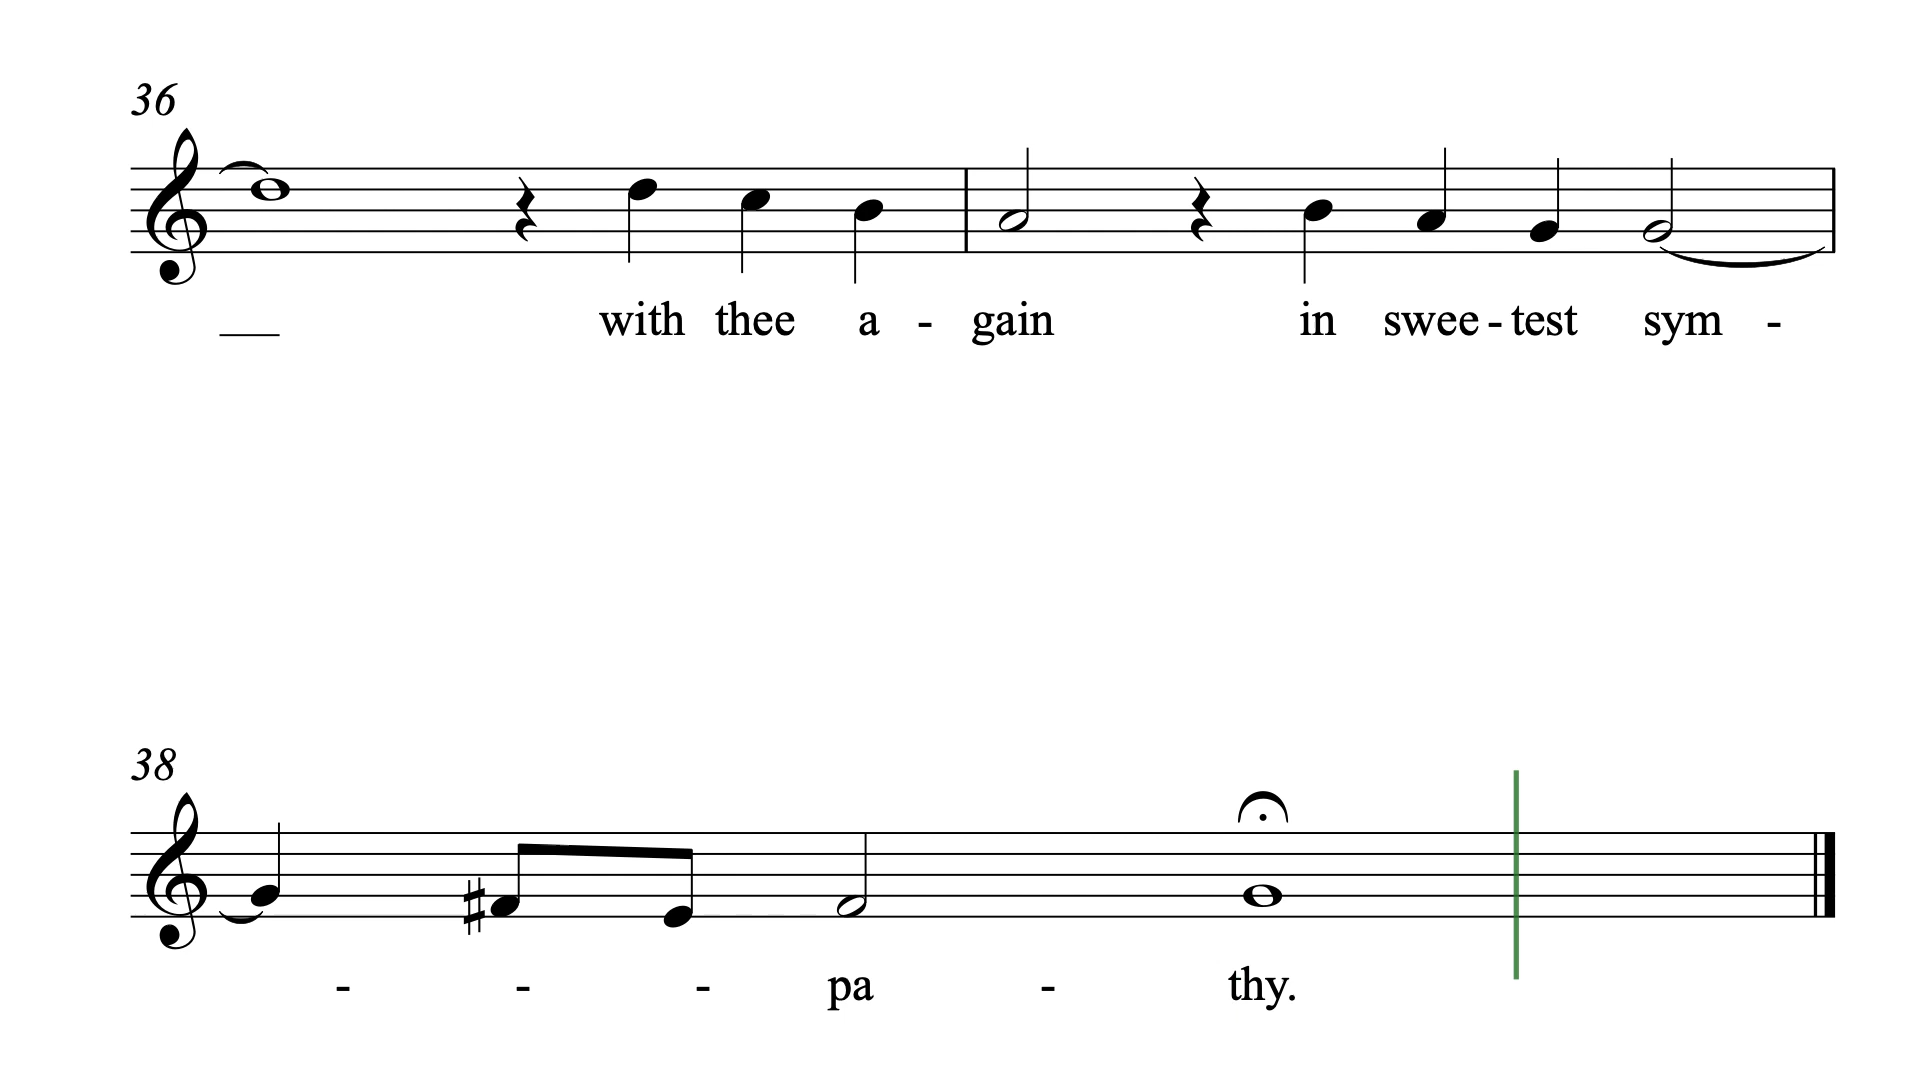 36
with thee a - gain in swee - test sym -
38
- - - pa - thy.